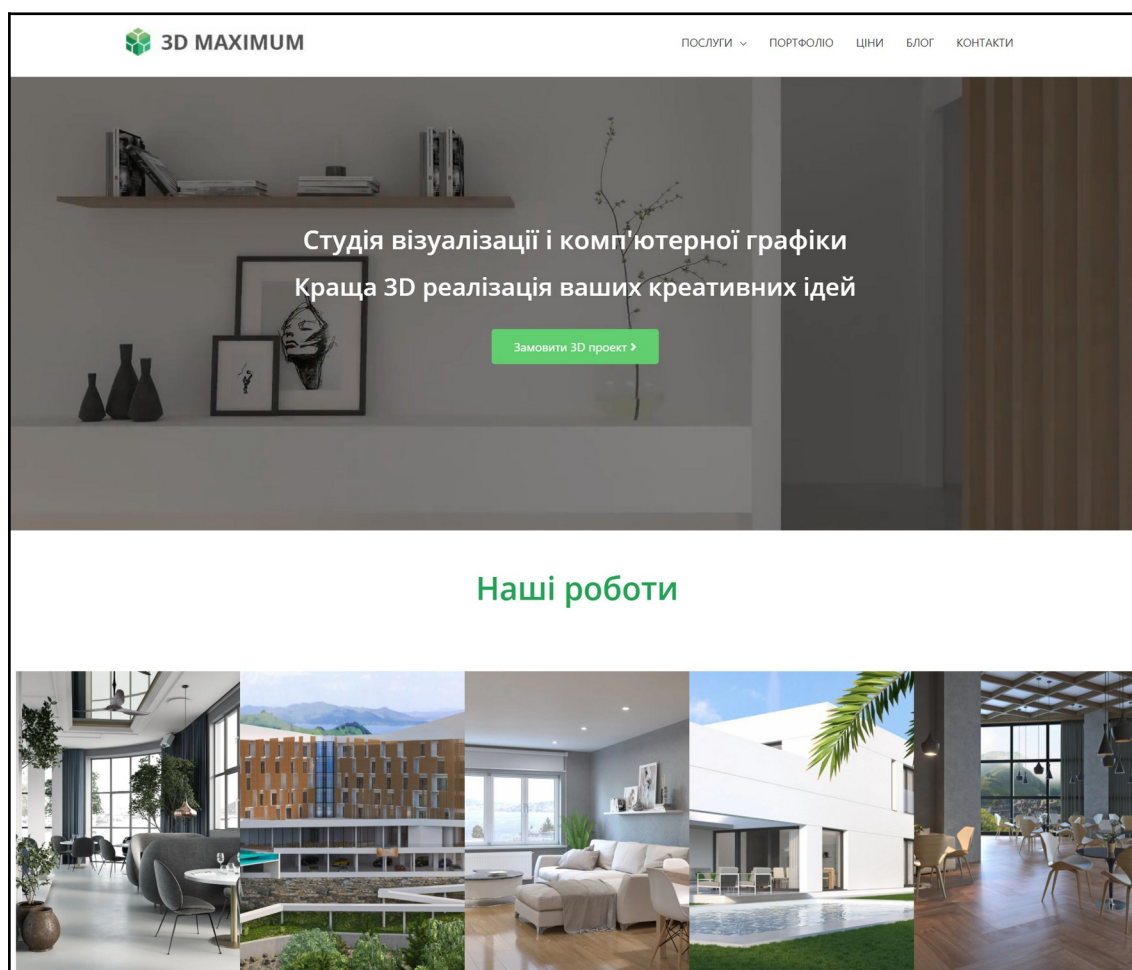 3D MAXIMUM
ПОСЛУГИ ПОРТФОЛІО ЦІНИ БЛОГ КОНТАКТИ
Студія візуалізації і комп'ютерної графіки
Краща 3D реалізація ваших креативних ідей
Замовити 3D проект
Наші роботи